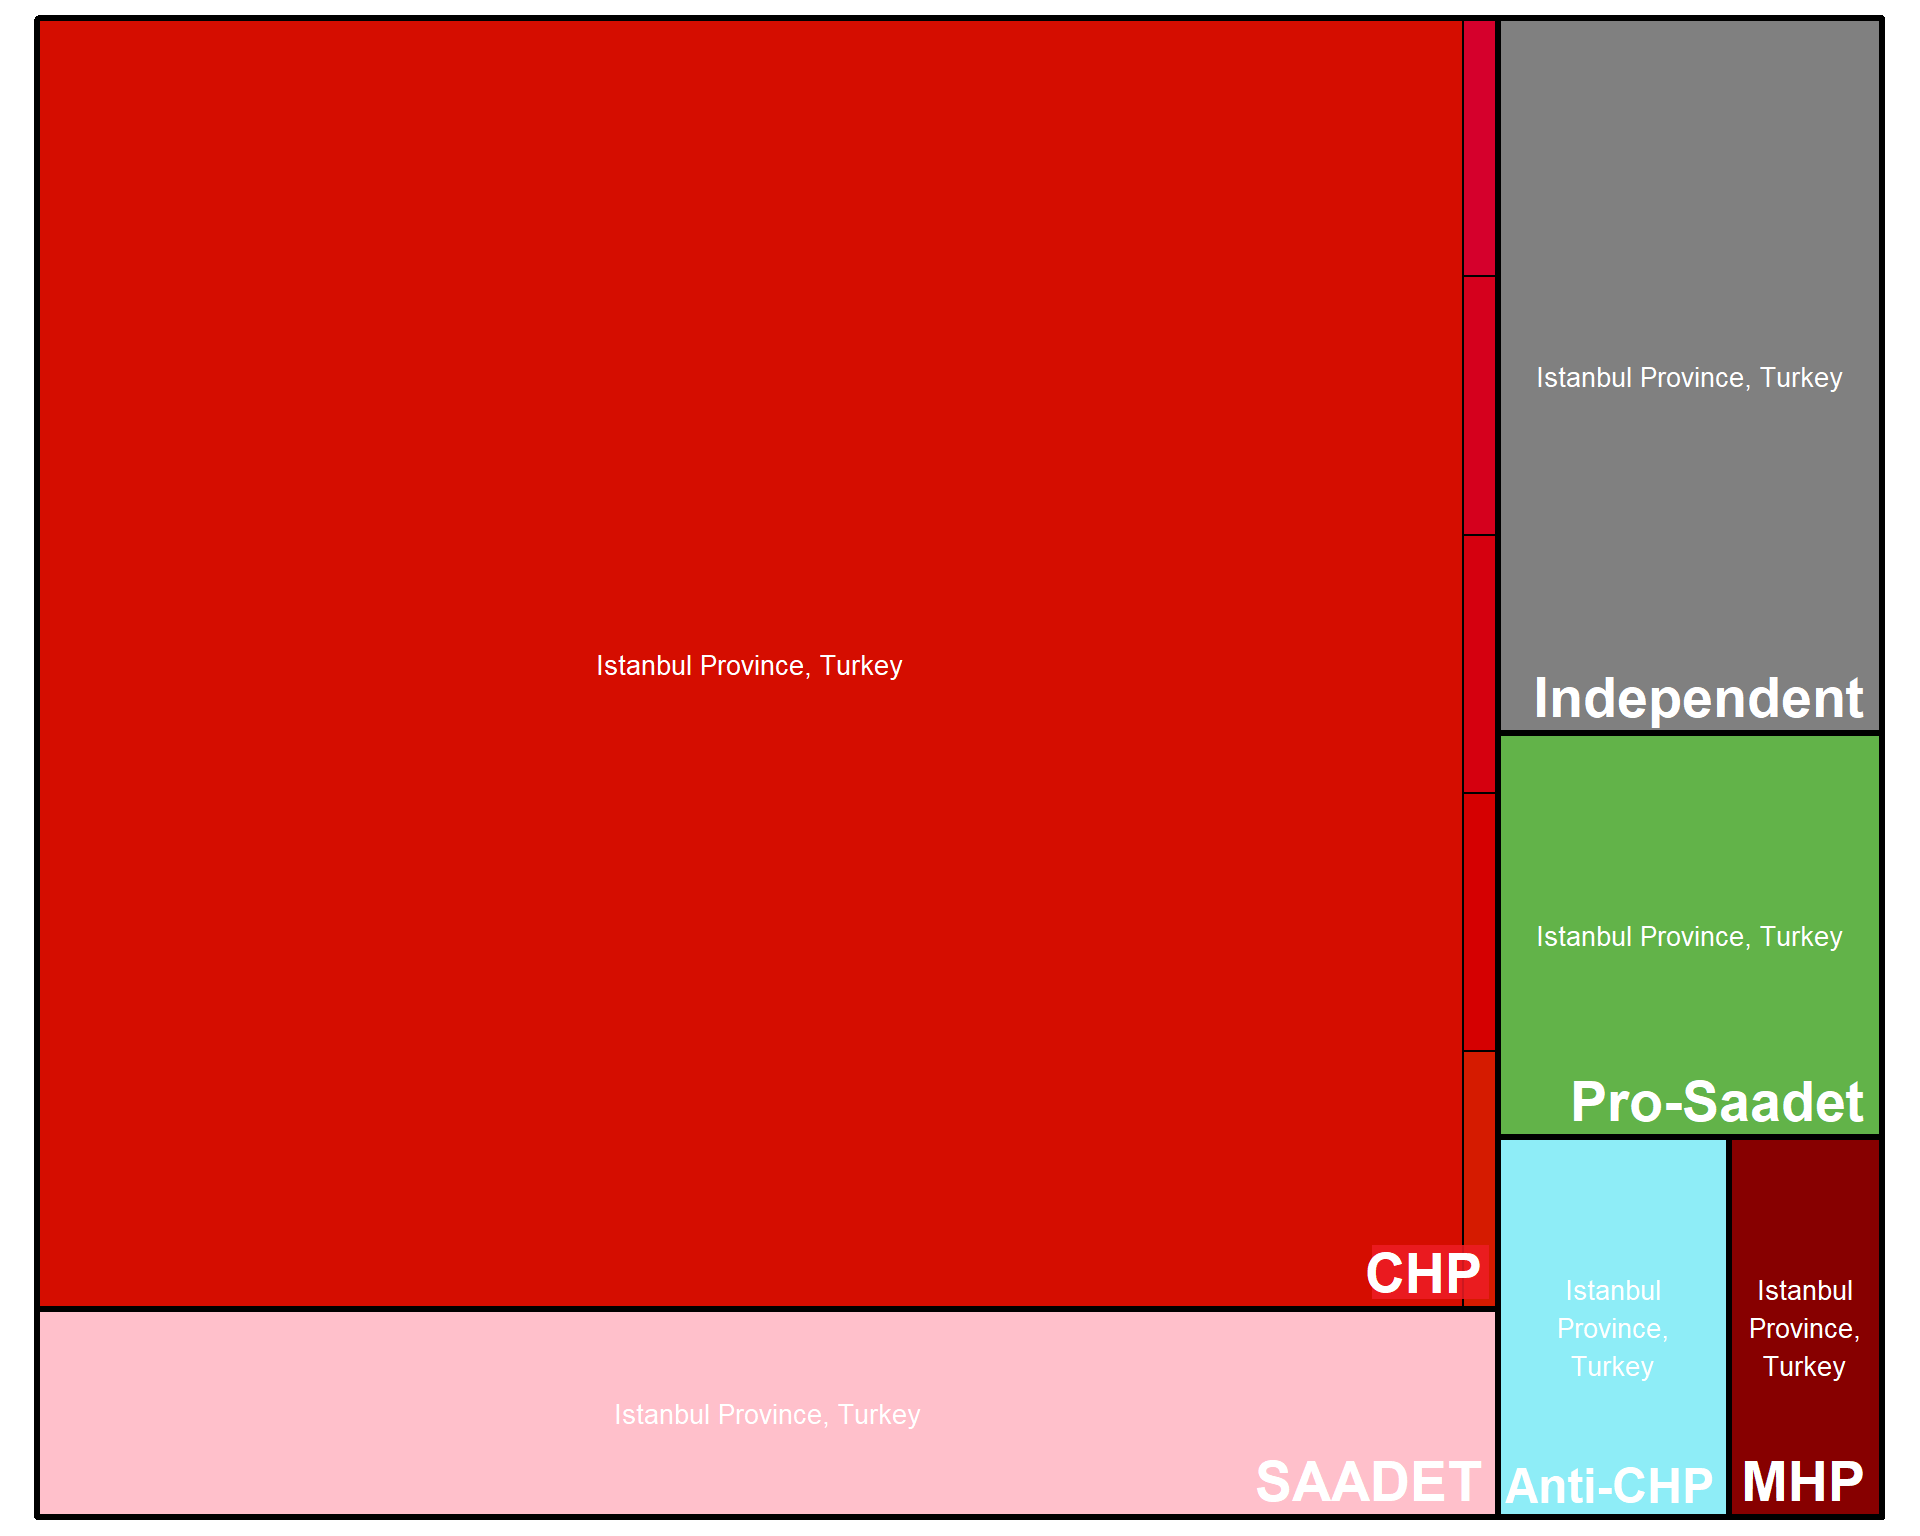 Istanbul Province, Turkey
CHP
Istanbul Province, Turkey
SAADET
Istanbul Province, Turkey
Independent
Istanbul Province, Turkey
Pro-Saadet
Istanbul
Province,
Turkey
Anti-CHP
Istanbul
Province,
Turkey
MHP